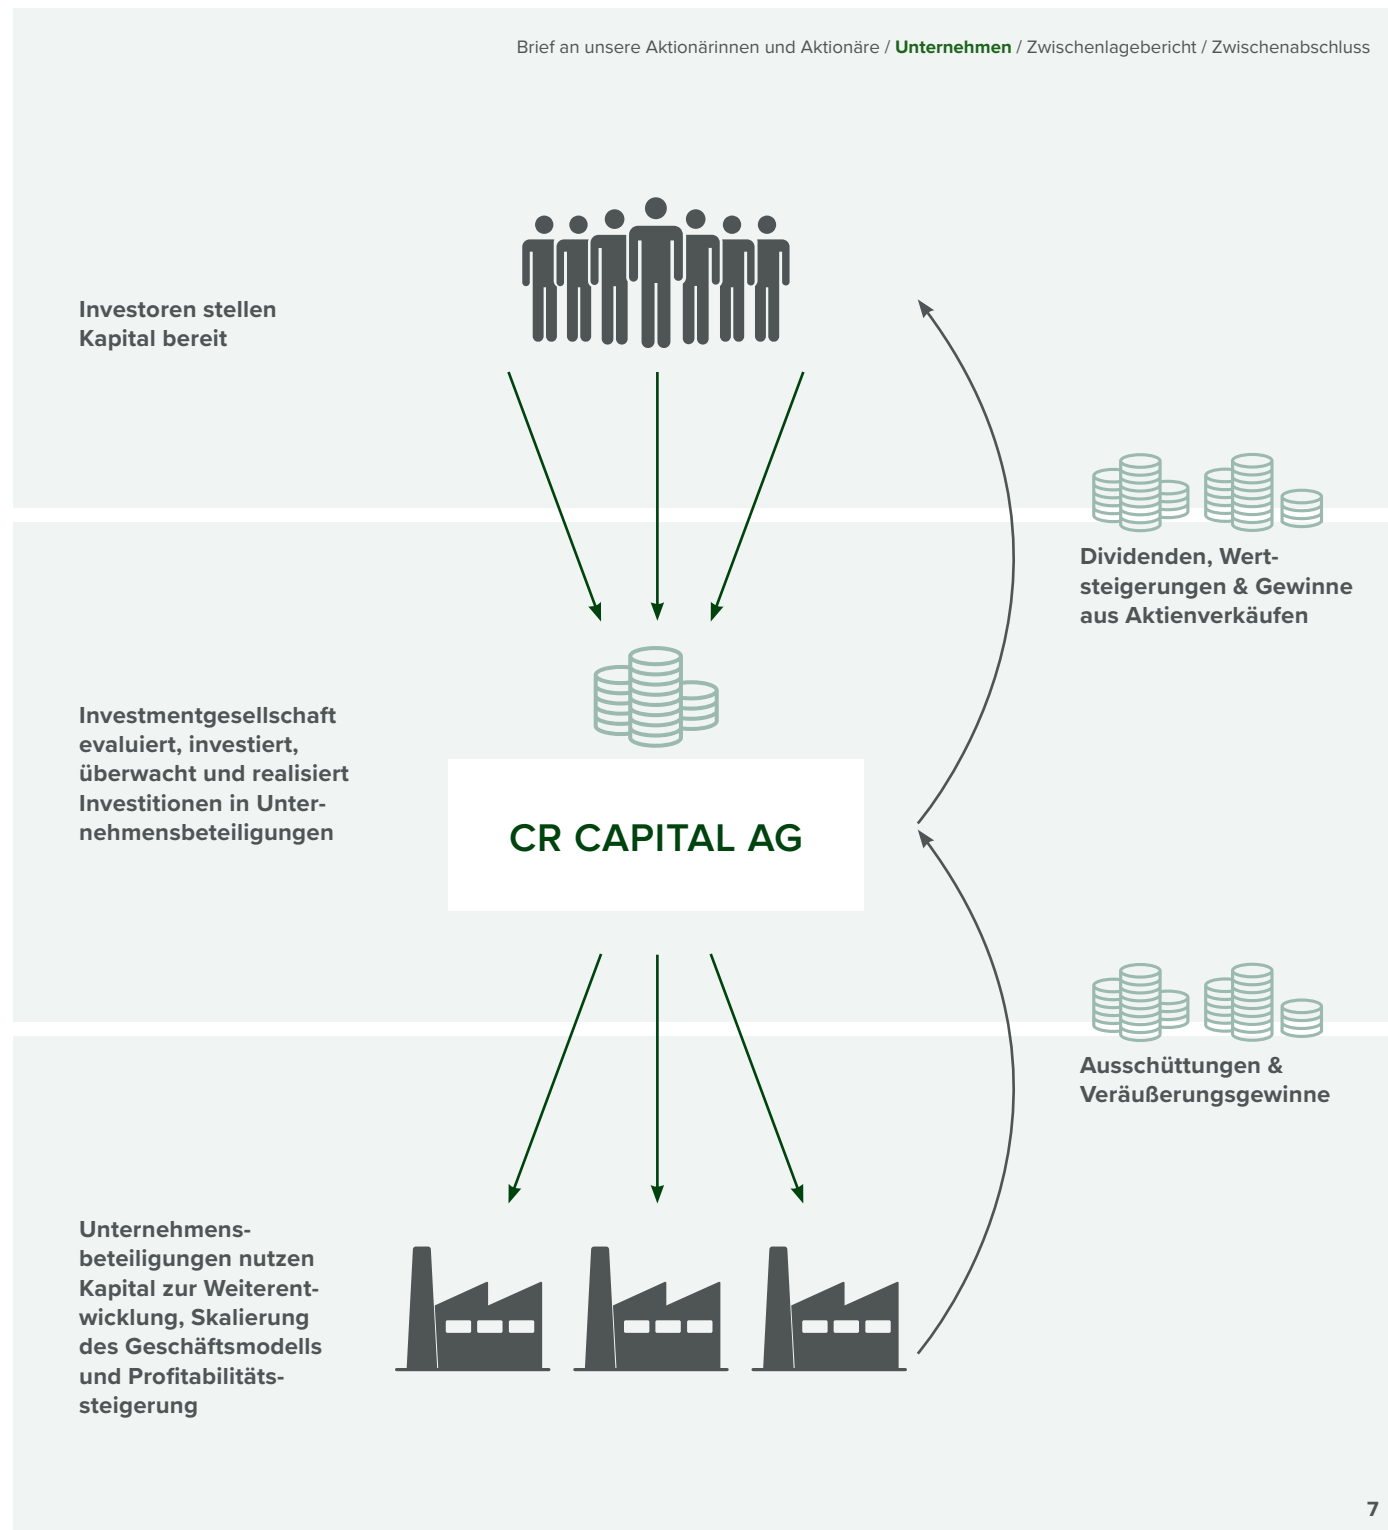 Brief an unsere Aktionärinnen und Aktionäre / Unternehmen / Zwischenlagebericht / Zwischenabschluss
Investoren stellen
Kapital bereit
Dividenden, Wert-
steigerungen & Gewinne
aus Aktienverkäufen
Investmentgesellschaft
evaluiert, investiert,
überwacht und realisiert
Investitionen in Unter-
nehmensbeteiligungen
CR CAPITAL AG
Ausschüttungen &
Veräußerungsgewinne
Unternehmens-
beteiligungen nutzen
Kapital zur Weiterent-
wicklung, Skalierung
des Geschäftsmodells
und Profitabilitäts-
steigerung
7